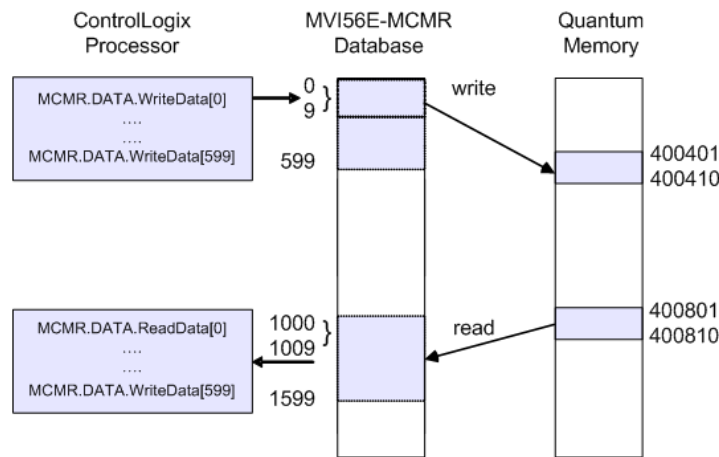 ControlLogix
Processor
MVI56E-MCMR
Database
Quantum
Memory
MCMR.DATA.WriteData[0]
....
....
MCMR.DATA.WriteData[599]
0
9
}
599
write
400401
400410
MCMR.DATA.ReadData[0]
....
....
MCMR.DATA.WriteData[599]
1000
1009
}
1599
read
400801
400810